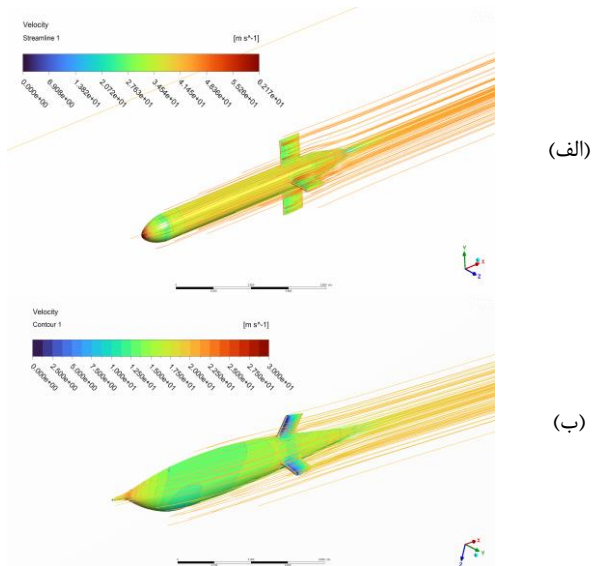 Velocity
Streamline 1
[m s^-1]
0.000e+00
6.908e+00
1.382e+01
2.072e+01
2.763e+01
3.454e+01
4.145e+01
4.836e+01
5.526e+01
6.217e+01
(الف)
Y
X
Z
Velocity
Contour 1
[m s^-1]
0.000e+00
2.500e+00
5.000e+00
7.500e+00
1.000e+01
1.250e+01
1.500e+01
1.750e+01
2.000e+01
2.250e+01
2.500e+01
2.750e+01
3.000e+01
(ب)
X
Y
Z